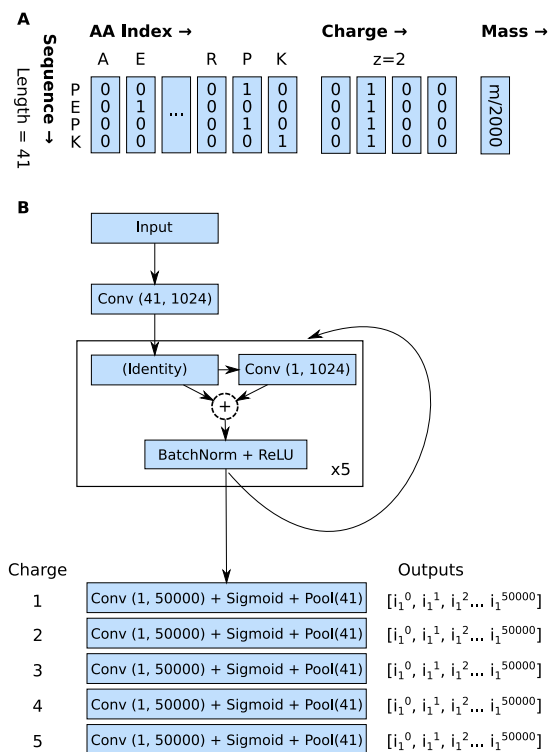 A
AA Index → Charge → Mass →
A E R P K z=2
Sequence →
Length = 41
P 0 0 0 1 0 0 1 0 0
E 0 1 ... 0 0 0 0 1 0 0 m/2000
P 0 0 0 1 0 0 1 0 0
K 0 0 0 0 1 0 1 0 0
B
Input
Conv (41, 1024)
(Identity) Conv (1, 1024)
+
BatchNorm + ReLU
x5
Charge Outputs
1 Conv (1, 50000) + Sigmoid + Pool(41) [i₁⁰, i₁¹, i₁²... i₁⁵⁰⁰⁰⁰]
2 Conv (1, 50000) + Sigmoid + Pool(41) [i₁⁰, i₁¹, i₁²... i₁⁵⁰⁰⁰⁰]
3 Conv (1, 50000) + Sigmoid + Pool(41) [i₁⁰, i₁¹, i₁²... i₁⁵⁰⁰⁰⁰]
4 Conv (1, 50000) + Sigmoid + Pool(41) [i₁⁰, i₁¹, i₁²... i₁⁵⁰⁰⁰⁰]
5 Conv (1, 50000) + Sigmoid + Pool(41) [i₁⁰, i₁¹, i₁²... i₁⁵⁰⁰⁰⁰]